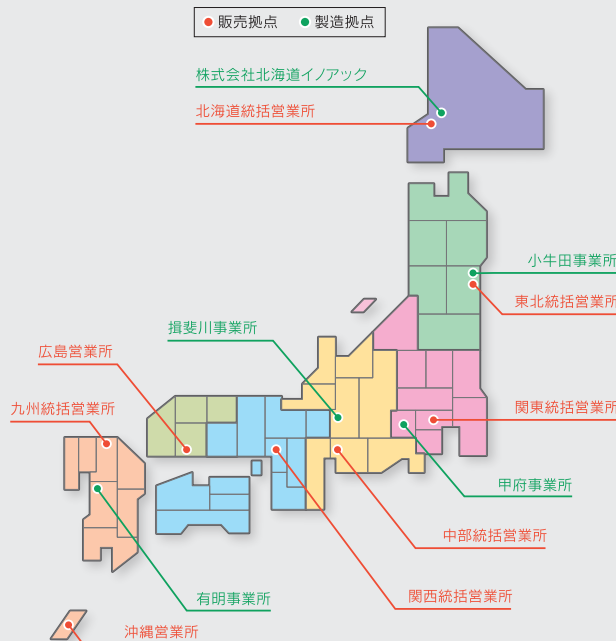 販売拠点 製造拠点
株式会社北海道イノアック
北海道統括営業所
小牛田事業所
東北統括営業所
揖斐川事業所
広島営業所
九州統括営業所
関東統括営業所
甲府事業所
中部統括営業所
関西統括営業所
有明事業所
沖縄営業所